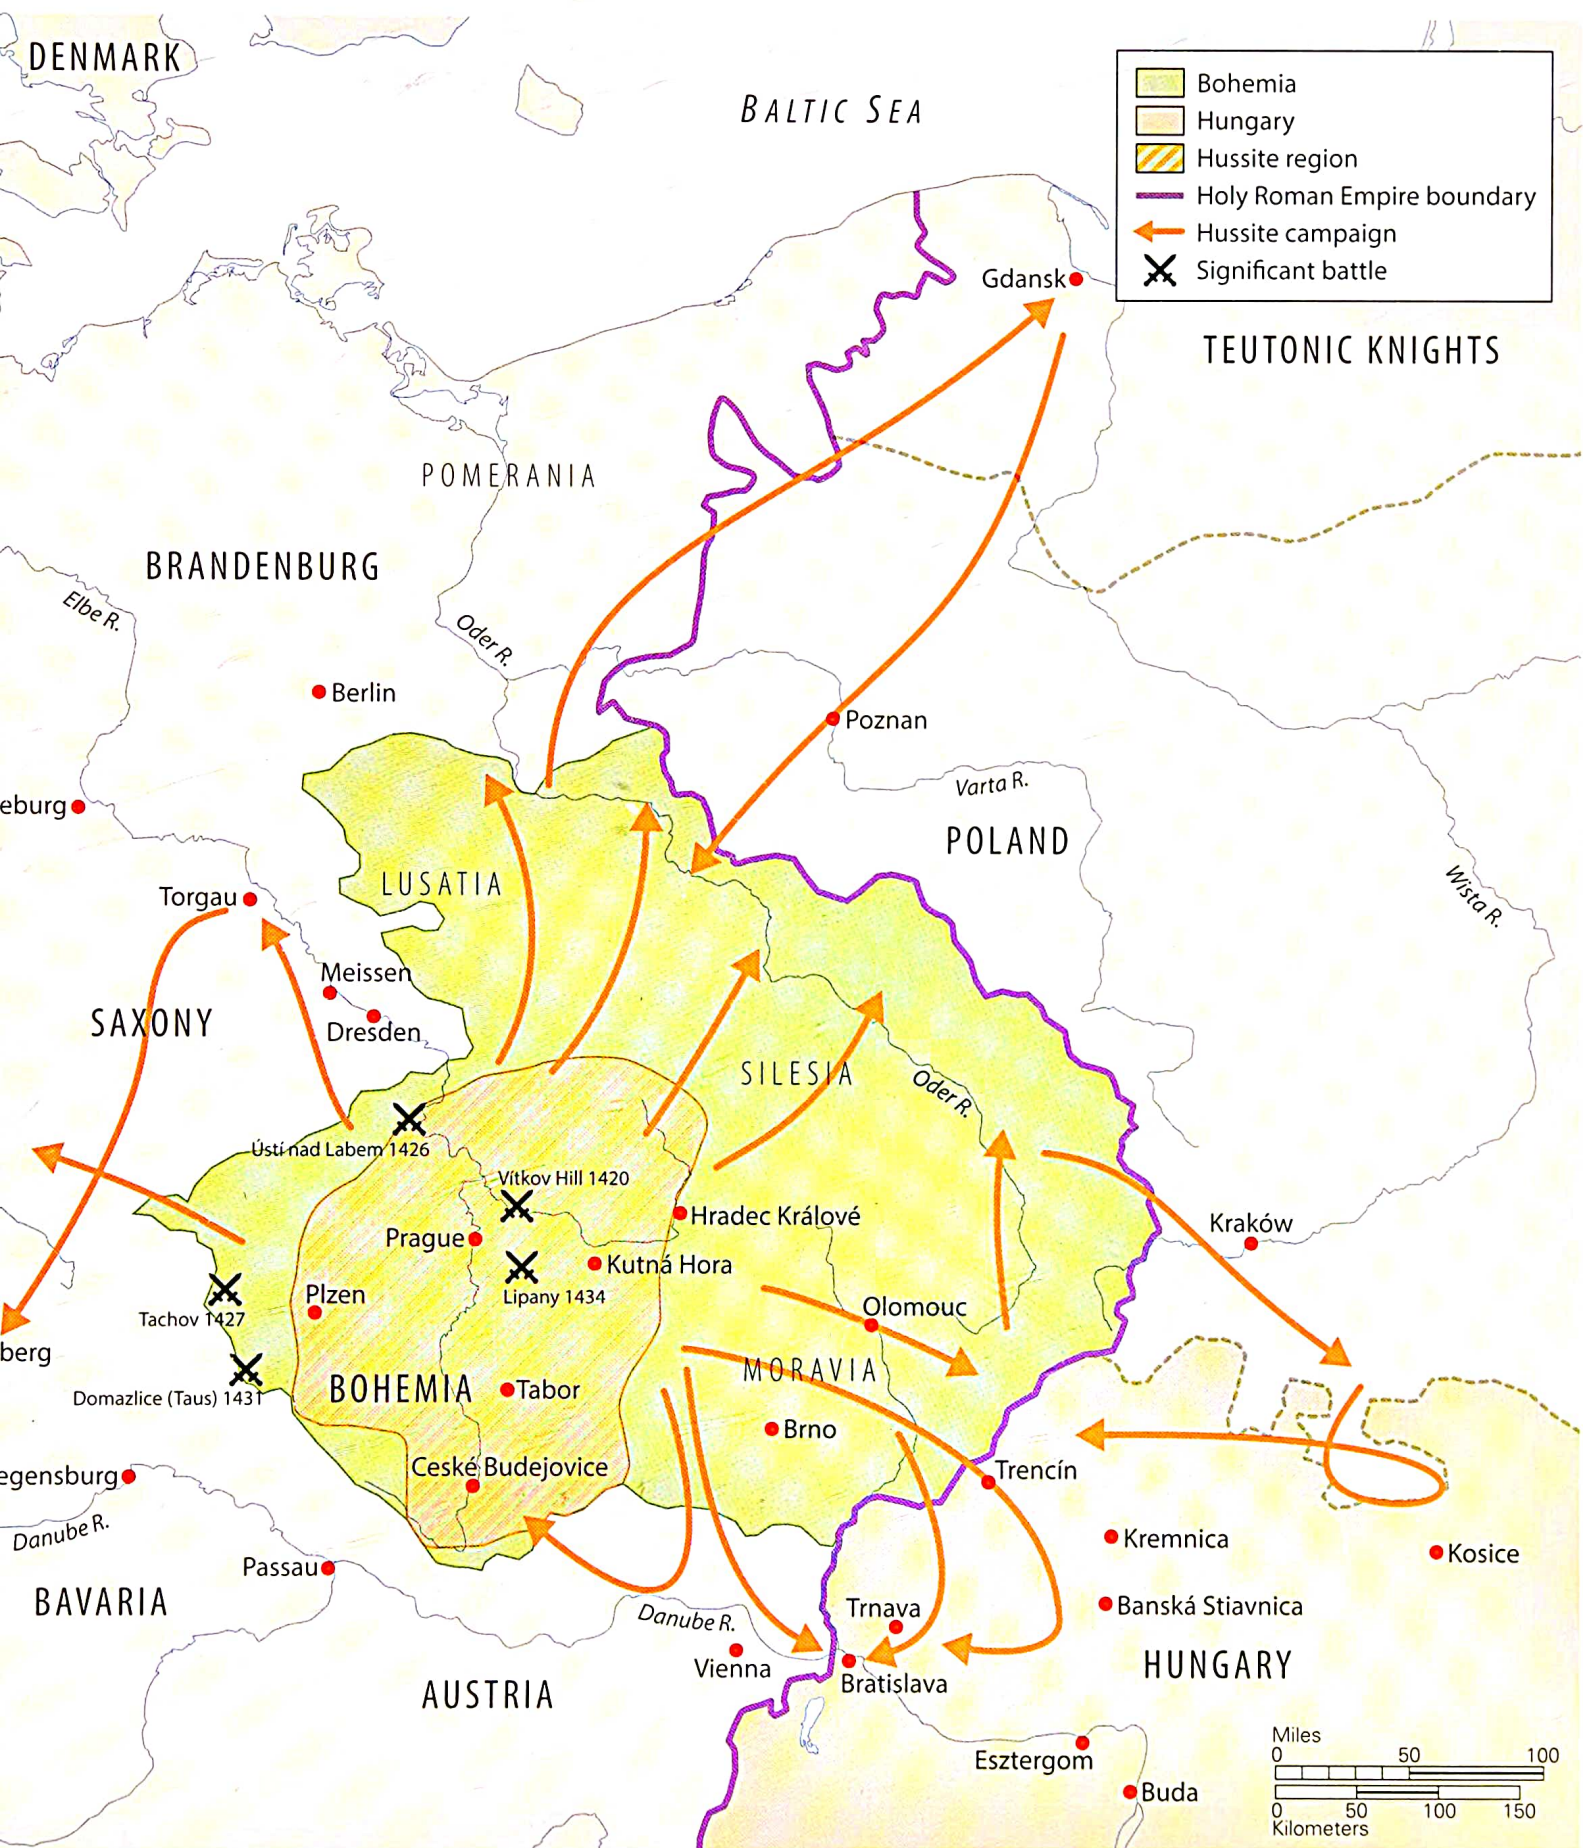 DENMARK
BALTIC SEA
Bohemia
Hungary
Hussite region
Holy Roman Empire boundary
Hussite campaign
Significant battle
Gdansk
TEUTONIC KNIGHTS
POMERANIA
BRANDENBURG
Elbe R.
Oder R.
Berlin
Poznan
Varta R.
eburg
POLAND
LUSATIA
Torgau
Wista R.
Meissen
SAXONY
Dresden
SILESIA
Oder R.
Ústí nad Labem 1426
Vítkov Hill 1420
Hradec Králové
Kraków
Prague
Kutná Hora
Plzen
Lipany 1434
Olomouc
Tachov 1427
berg
MORAVIA
BOHEMIA
Tabor
Domazlice (Taus) 1431
Brno
Ceské Budejovice
Trencín
egensburg
Danube R.
Kremnica
Kosice
Passau
BAVARIA
Danube R.
Trnava
Banská Stiavnica
Vienna
HUNGARY
Bratislava
AUSTRIA
Esztergom
Buda
Miles
0 50 100
0 50 100 150
Kilometers